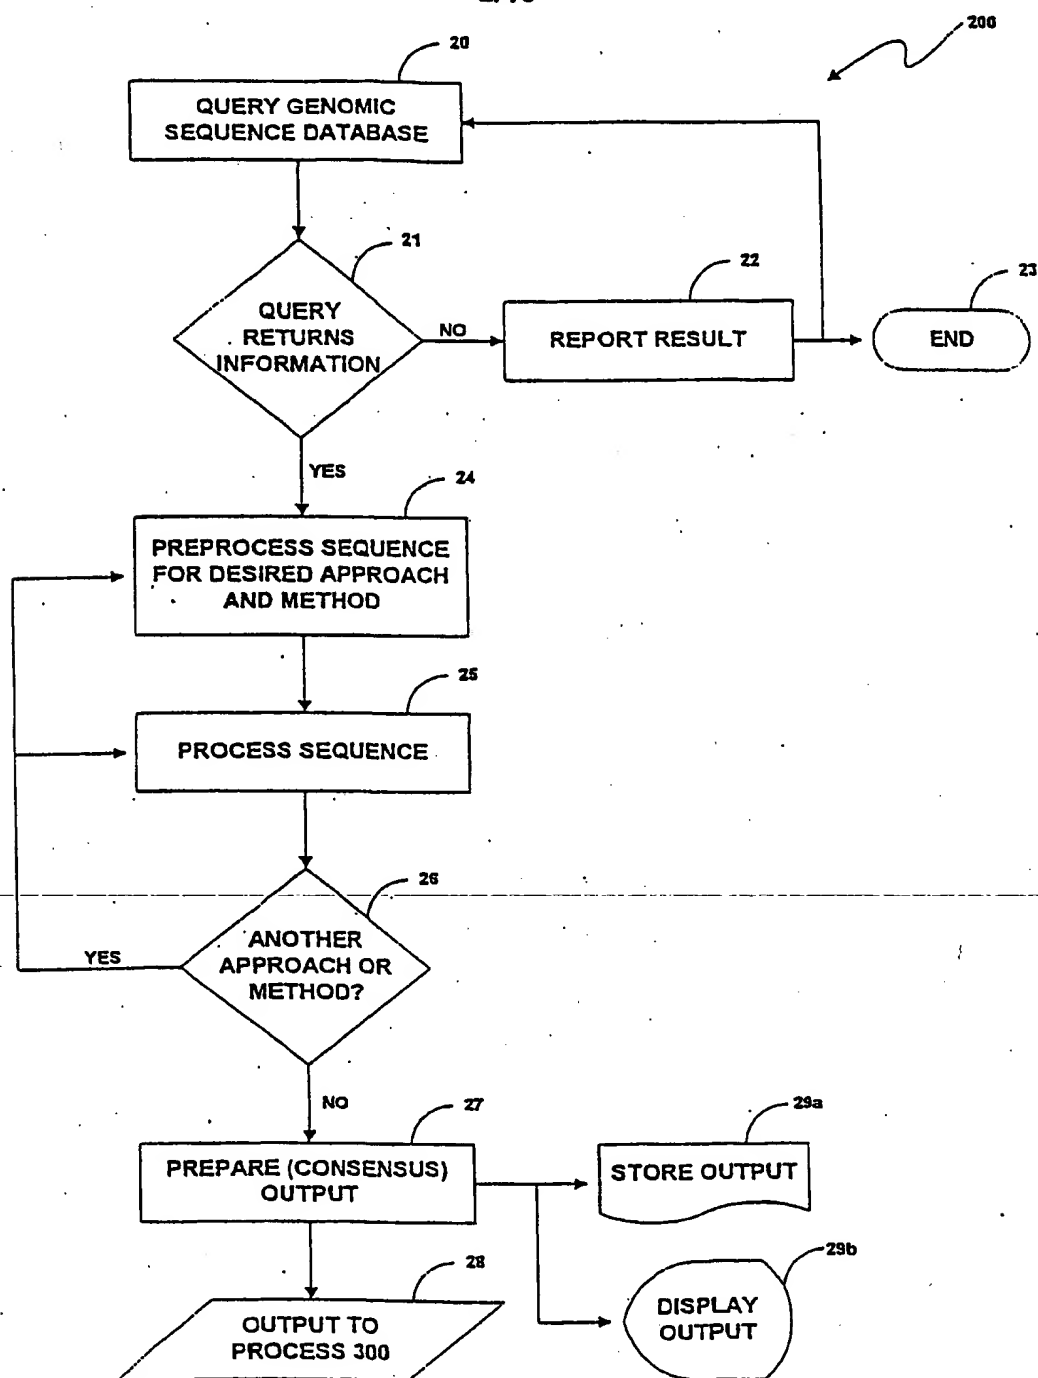 200
20
QUERY GENOMIC
SEQUENCE DATABASE
21
QUERY
RETURNS
INFORMATION
NO
22
REPORT RESULT
23
END
YES
24
PREPROCESS SEQUENCE
FOR DESIRED APPROACH
AND METHOD
25
PROCESS SEQUENCE
26
ANOTHER
APPROACH OR
METHOD?
YES
NO
27
PREPARE (CONSENSUS)
OUTPUT
29a
STORE OUTPUT
28
OUTPUT TO
PROCESS 300
29b
DISPLAY
OUTPUT